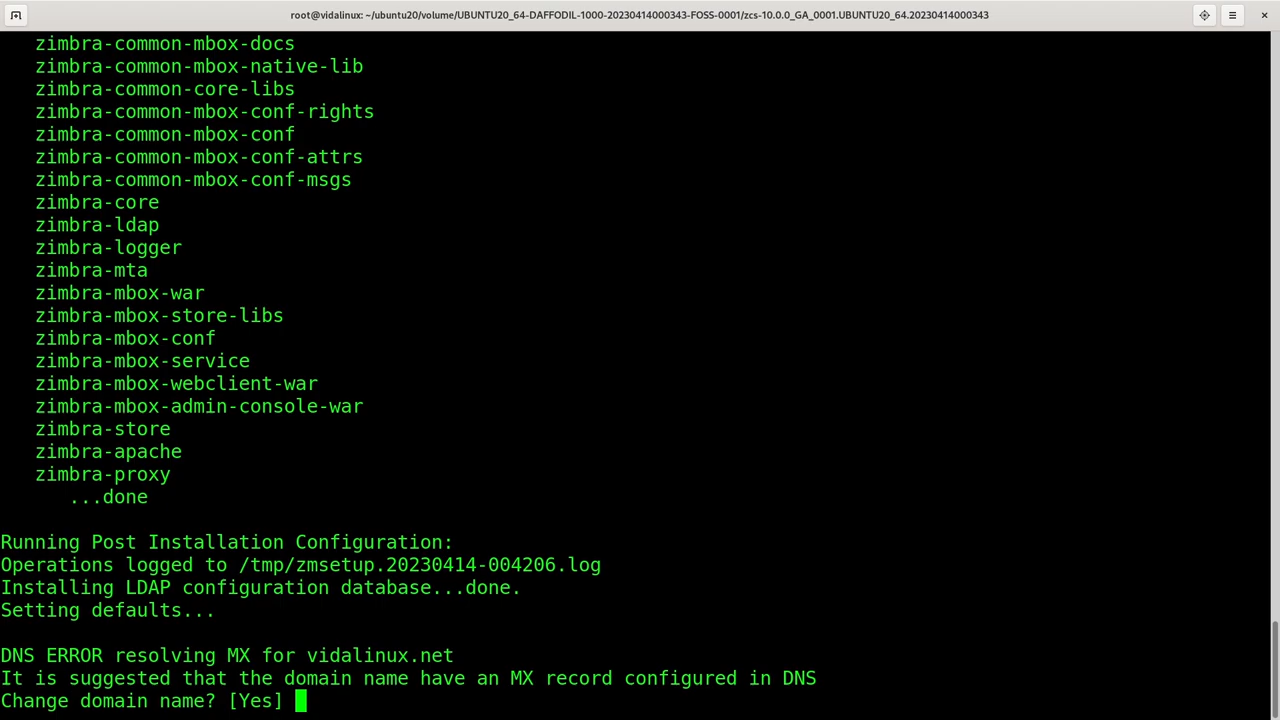 root@vidalinux: ~/ubuntu20/volume/UBUNTU20_64-DAFFODIL-1000-20230414000343-FOSS-0001/zcs-10.0.0_GA_0001.UBUNTU20_64.20230414000343
zimbra-common-mbox-docs
zimbra-common-mbox-native-lib
zimbra-common-core-libs
zimbra-common-mbox-conf-rights
zimbra-common-mbox-conf
zimbra-common-mbox-conf-attrs
zimbra-common-mbox-conf-msgs
zimbra-core
zimbra-ldap
zimbra-logger
zimbra-mta
zimbra-mbox-war
zimbra-mbox-store-libs
zimbra-mbox-conf
zimbra-mbox-service
zimbra-mbox-webclient-war
zimbra-mbox-admin-console-war
zimbra-store
zimbra-apache
zimbra-proxy
...done
Running Post Installation Configuration:
Operations logged to /tmp/zmsetup.20230414-004206.log
Installing LDAP configuration database...done.
Setting defaults...
DNS ERROR resolving MX for vidalinux.net
It is suggested that the domain name have an MX record configured in DNS
Change domain name? [Yes]